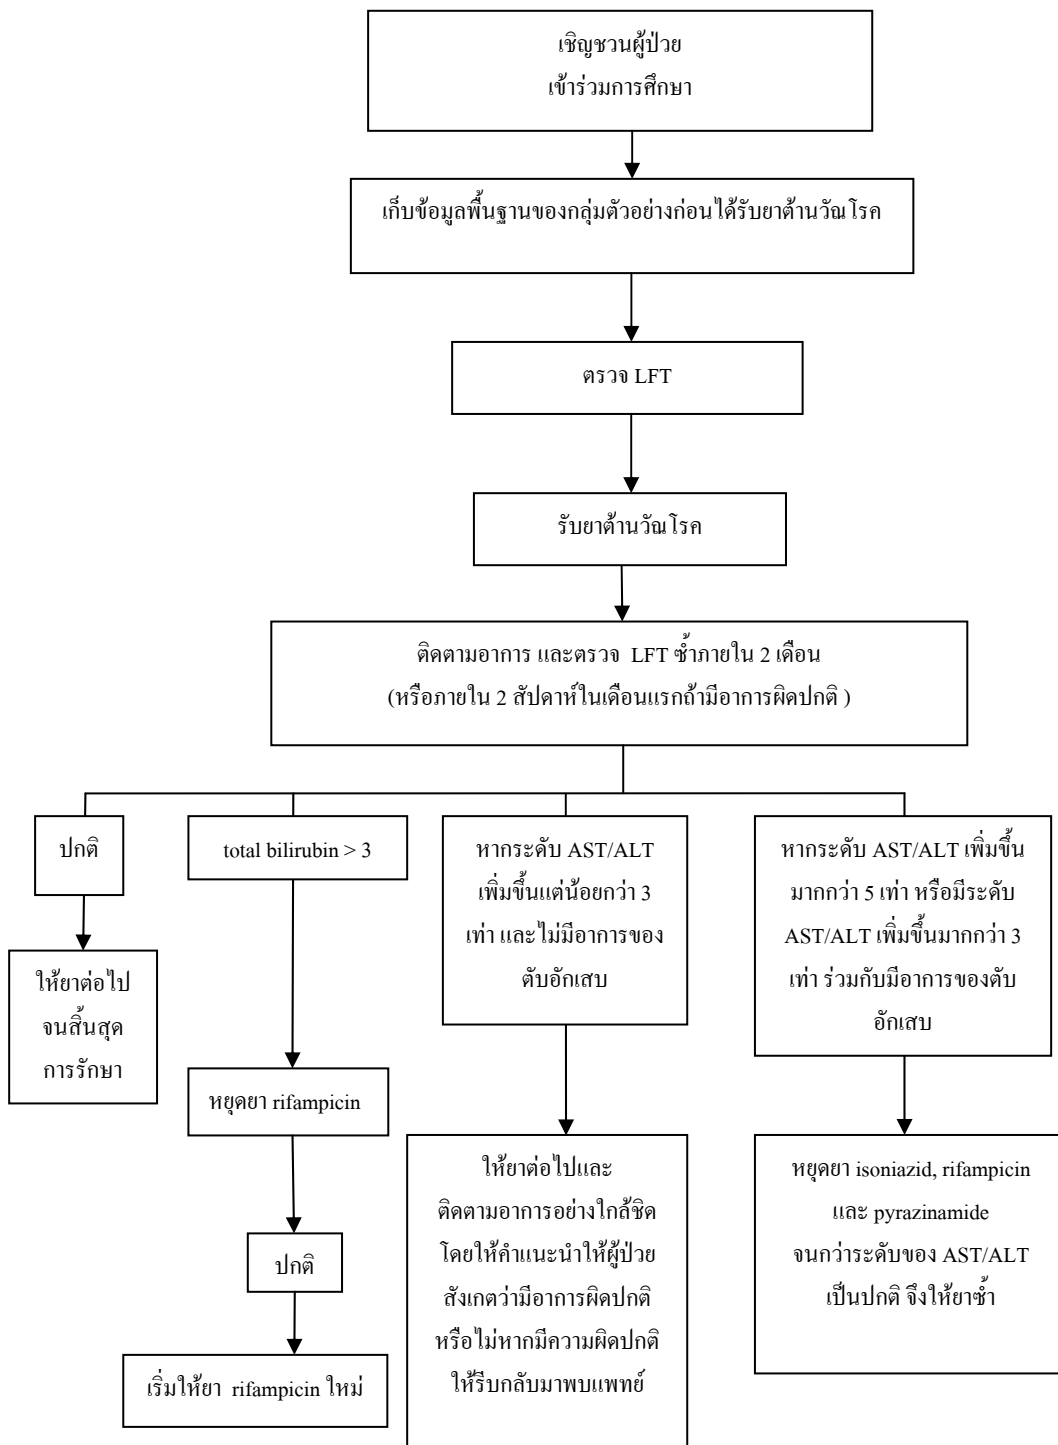 เชิญชวนผู้ป่วย
เข้าร่วมการศึกษา
เก็บข้อมูลพื้นฐานของกลุ่มตัวอย่างก่อนได้รับยาต้านวัณโรค
ตรวจ LFT
รับยาต้านวัณโรค
ติดตามอาการ และตรวจ LFT ซ้ำภายใน 2 เดือน
(หรือภายใน 2 สัปดาห์ในเดือนแรกถ้ามีอาการผิดปกติ )
ปกติ
ให้ยาต่อไป
จนสิ้นสุด
การรักษา
total bilirubin > 3
หยุดยา rifampicin
ปกติ
เริ่มให้ยา rifampicin ใหม่
หากระดับ AST/ALT
เพิ่มขึ้นแต่น้อยกว่า 3
เท่า และไม่มีอาการของ
ตับอักเสบ
ให้ยาต่อไปและ
ติดตามอาการอย่างใกล้ชิด
โดยให้คำแนะนำให้ผู้ป่วย
สังเกตว่ามีอาการผิดปกติ
หรือไม่หากมีความผิดปกติ
ให้รีบกลับมาพบแพทย์
หากระดับ AST/ALT เพิ่มขึ้น
มากกว่า 5 เท่า หรือมีระดับ
AST/ALT เพิ่มขึ้นมากกว่า 3
เท่า ร่วมกับมีอาการของตับ
อักเสบ
หยุดยา isoniazid, rifampicin
และ pyrazinamide
จนกว่าระดับของ AST/ALT
เป็นปกติ จึงให้ยาซ้ำ